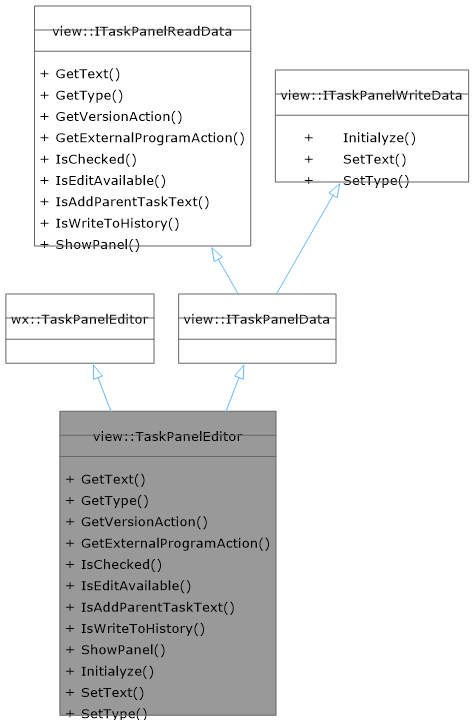 view::ITaskPanelReadData
+ GetText()
+ GetType()
+ GetVersionAction()
+ GetExternalProgramAction()
+ IsChecked()
+ IsEditAvailable()
+ IsAddParentTaskText()
+ IsWriteToHistory()
+ ShowPanel()
view::ITaskPanelWriteData
+ Initialyze()
+ SetText()
+ SetType()
wx::TaskPanelEditor
view::ITaskPanelData
view::TaskPanelEditor
+ GetText()
+ GetType()
+ GetVersionAction()
+ GetExternalProgramAction()
+ IsChecked()
+ IsEditAvailable()
+ IsAddParentTaskText()
+ IsWriteToHistory()
+ ShowPanel()
+ Initialyze()
+ SetText()
+ SetType()